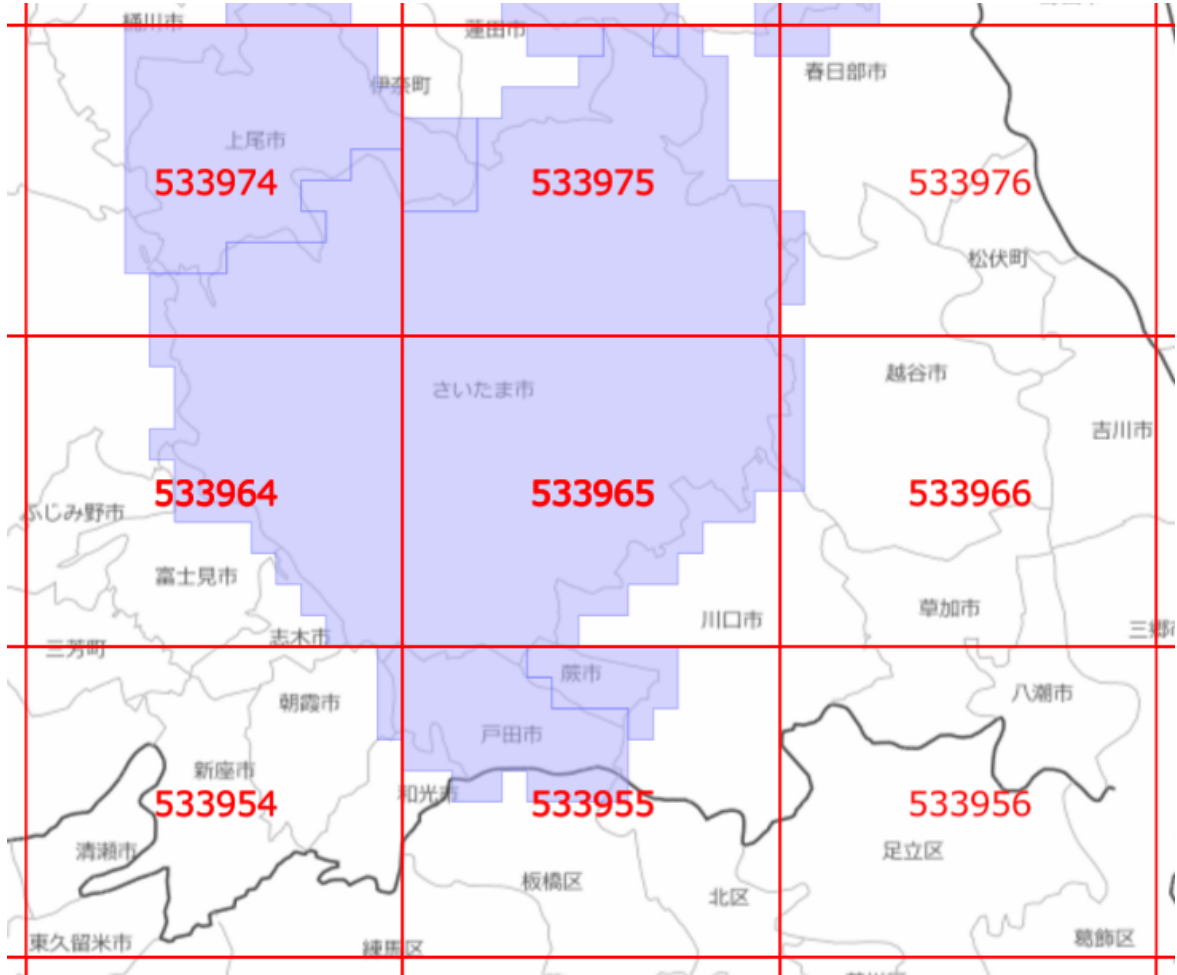 桶川市
蓮田市
伊奈町
春日部市
上尾市
533974
533975
533976
松伏町
さいたま市
越谷市
吉川市
533964
533965
533966
ふじみ野市
富士見市
志木市
川口市
草加市
三郷市
三芳町
朝霞市
蕨市
八潮市
戸田市
新座市
和光市
533954
533955
533956
清瀬市
足立区
板橋区
北区
東久留米市
練馬区
葛飾区